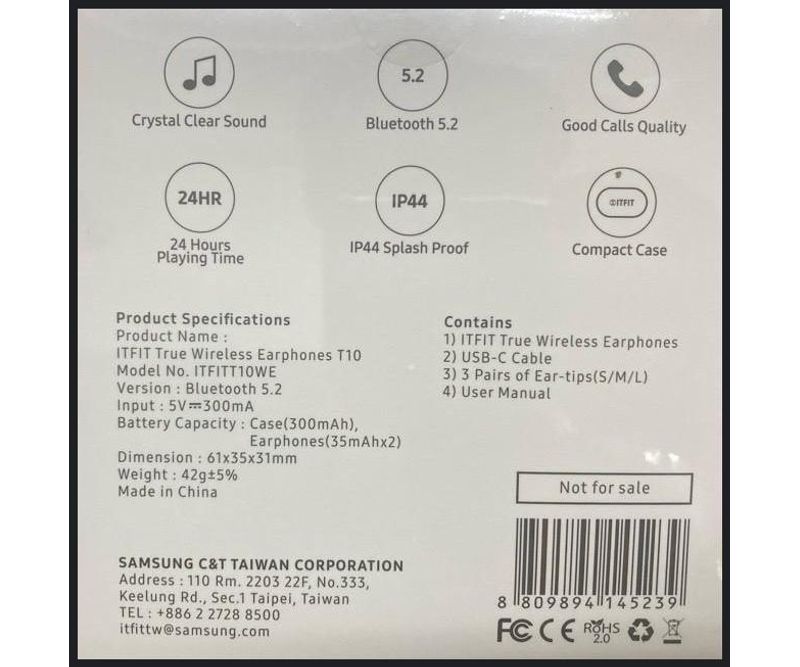 5.2
Crystal Clear Sound
Bluetooth 5.2
Good Calls Quality
24HR
IP44
ITFIT
24 Hours
Playing Time
IP44 Splash Proof
Compact Case
Product Specifications
Product Name :
ITFIT True Wireless Earphones T10
Model No. ITFITT10WE
Version : Bluetooth 5.2
Input : 5V⎓300mA
Battery Capacity : Case(300mAh),
Earphones(35mAhx2)
Dimension : 61x35x31mm
Weight : 42g±5%
Made in China
Contains
1) ITFIT True Wireless Earphones
2) USB-C Cable
3) 3 Pairs of Ear-tips(S/M/L)
4) User Manual
Not for sale
SAMSUNG C&T TAIWAN CORPORATION
Address : 110 Rm. 2203 22F, No.333,
Keelung Rd., Sec.1 Taipei, Taiwan
TEL : +886 2 2728 8500
itfittw@samsung.com
8 809894 145239
FC CE RoHS
2.0